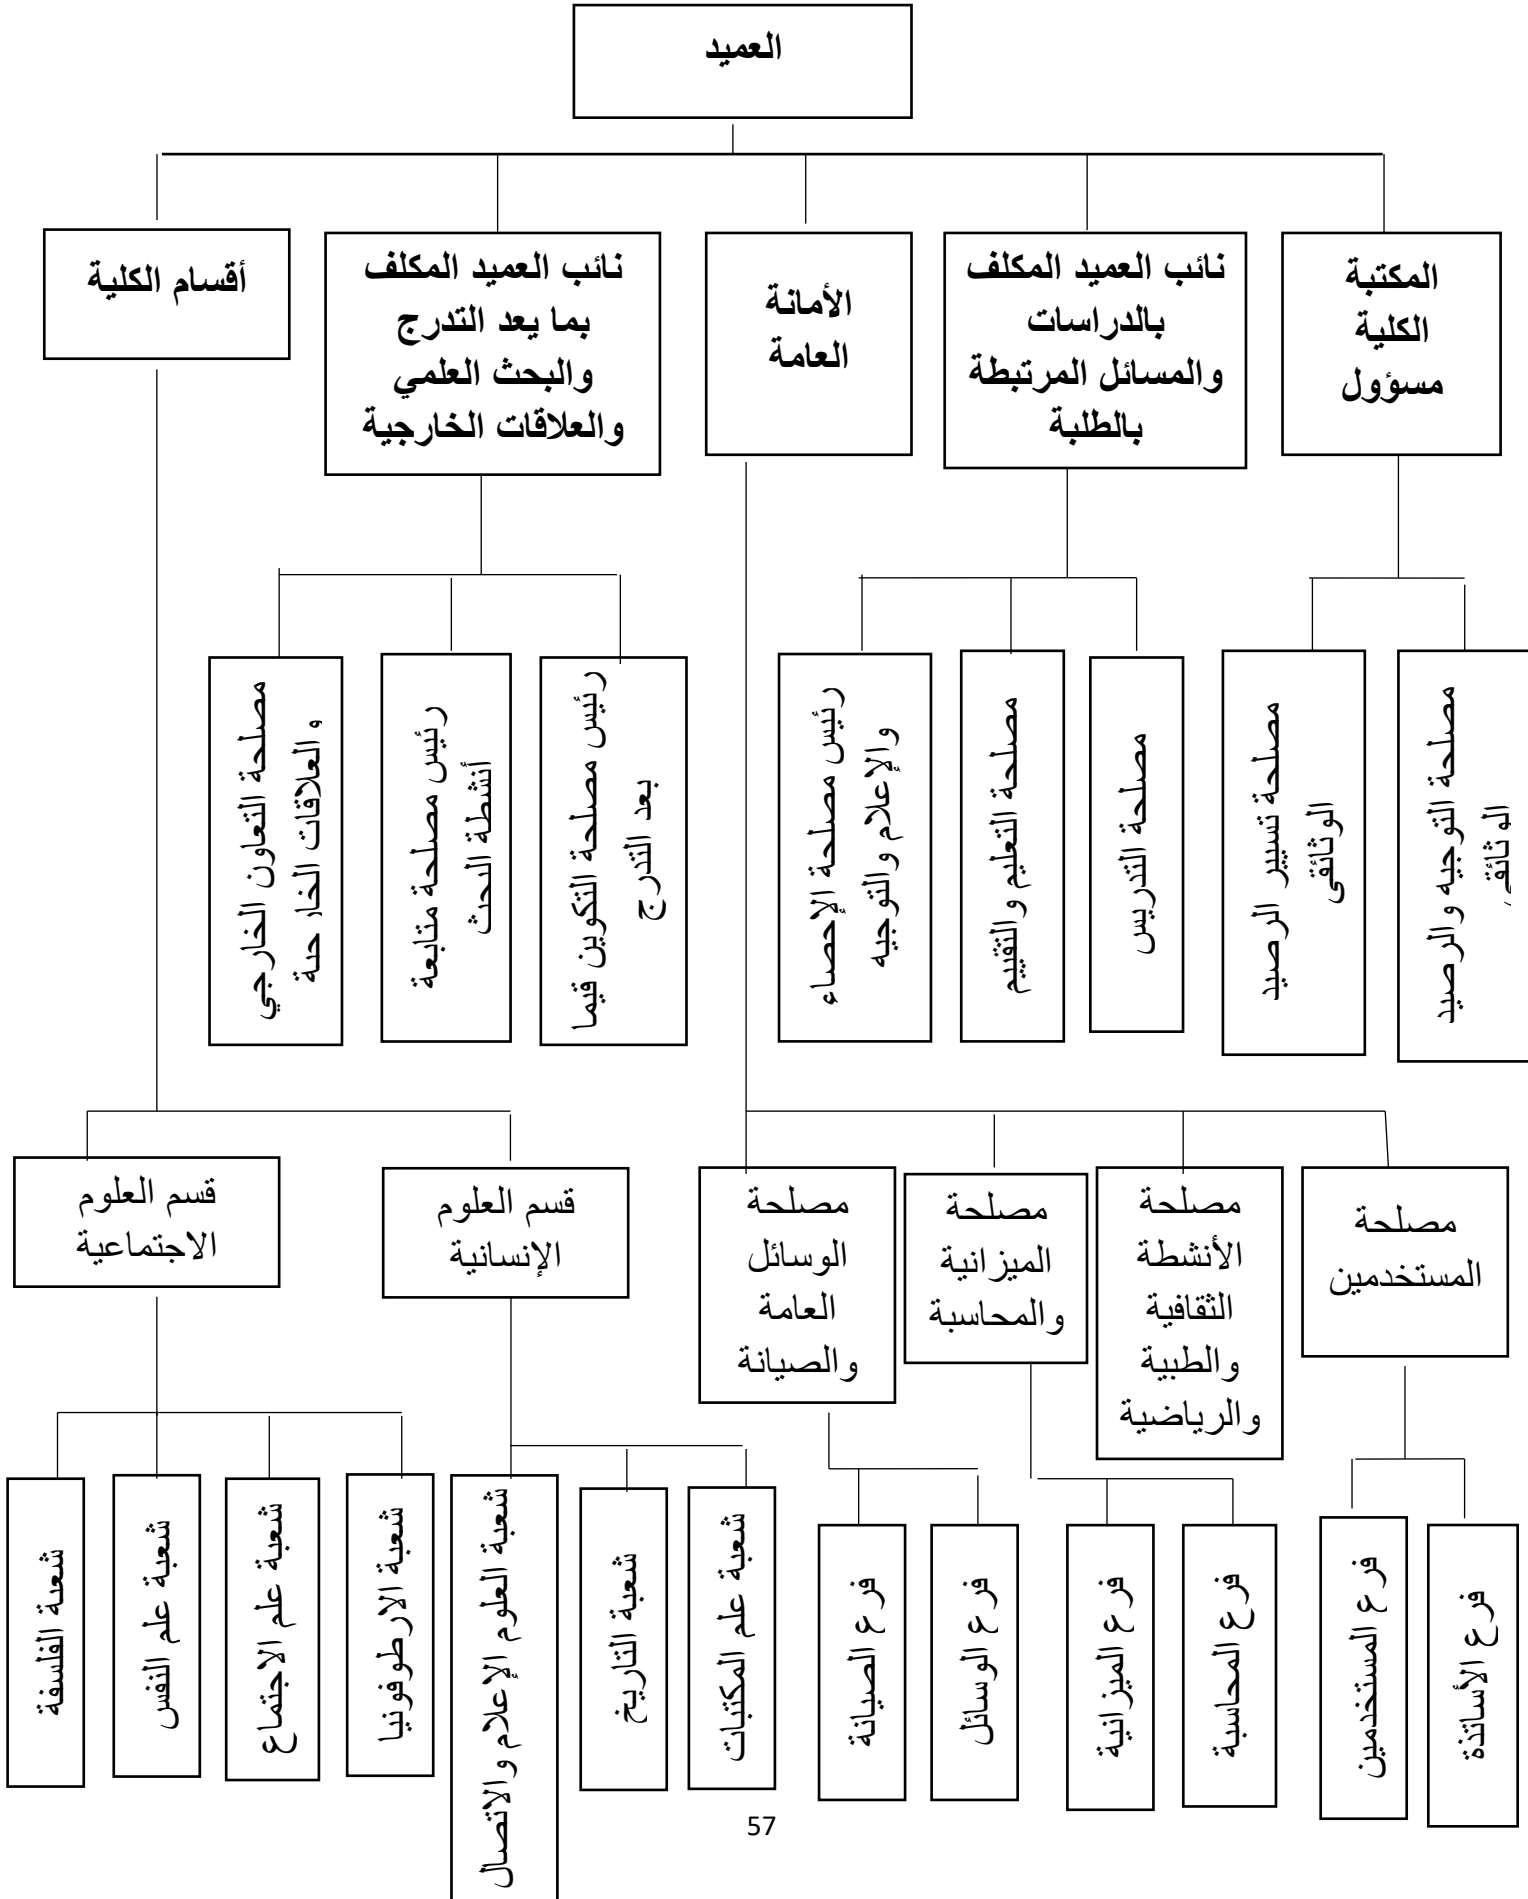 العميد
المكتبة
الكلية
مسؤول
نائب العميد المكلف
بالدراسات
والمسائل المرتبطة
بالطلبة
الأمانة
العامة
نائب العميد المكلف
بما يعد التدرج
والبحث العلمي
والعلاقات الخارجية
أقسام الكلية
مصلحة التوجيه والرصيد
الوثائقي
مصلحة تسيير الرصيد
الوثائقي
مصلحة التدريس
مصلحة التعليم والتقييم
رئيس مصلحة الإحصاء
والإعلام والتوجيه
رئيس مصلحة التكوين فيما
بعد التدرج
رئيس مصلحة متابعة
أنشطة البحث
مصلحة التعاون الخارجي
والعلاقات الخارجية
مصلحة
المستخدمين
مصلحة
الأنشطة
الثقافية
والطبية
والرياضية
مصلحة
الميزانية
والمحاسبة
مصلحة
الوسائل
العامة
والصيانة
قسم العلوم
الإنسانية
قسم العلوم
الاجتماعية
فرع الأساتذة
فرع المستخدمين
فرع المحاسبة
فرع الميزانية
فرع الوسائل
فرع الصيانة
شعبة علم المكتبات
شعبة التاريخ
شعبة العلوم الإعلام والاتصال
شعبة الارطوفونيا
شعبة علم الاجتماع
شعبة علم النفس
شعبة الفلسفة
57